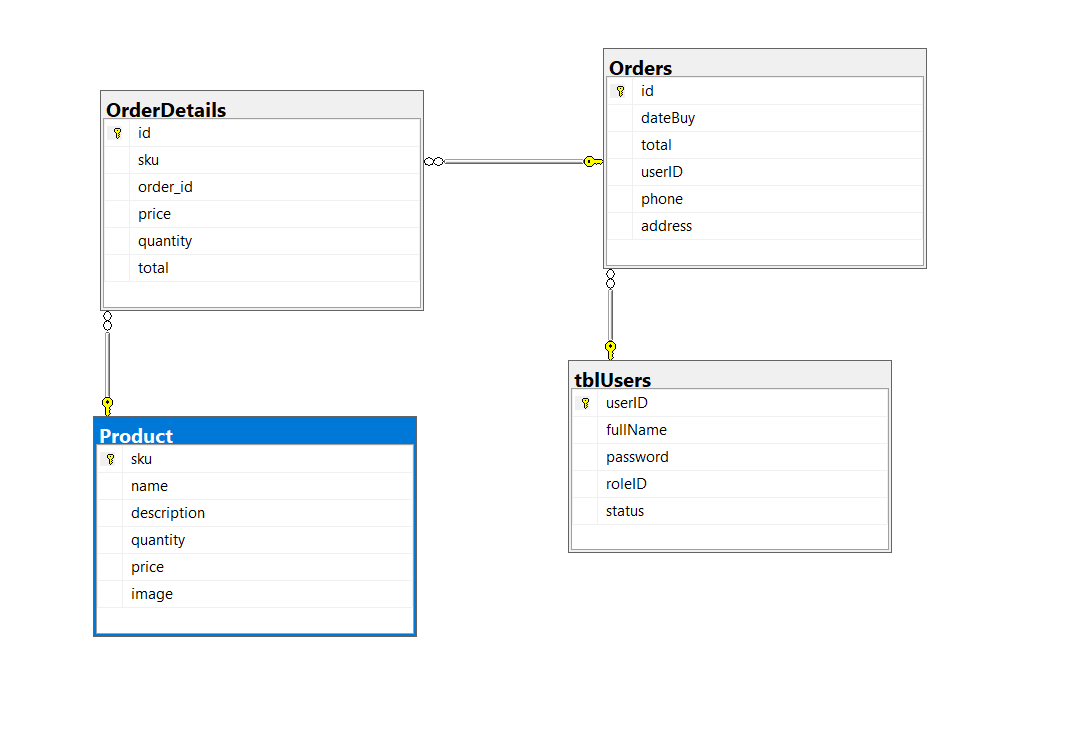 OrderDetails
id
sku
order_id
price
quantity
total
Orders
id
dateBuy
total
userID
phone
address
Product
sku
name
description
quantity
price
image
tblUsers
userID
fullName
password
roleID
status